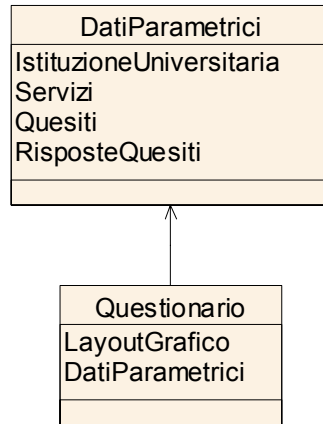 DatiParametrici
IstituzioneUniversitaria
Servizi
Quesiti
RisposteQuesiti
Questionario
LayoutGrafico
DatiParametrici